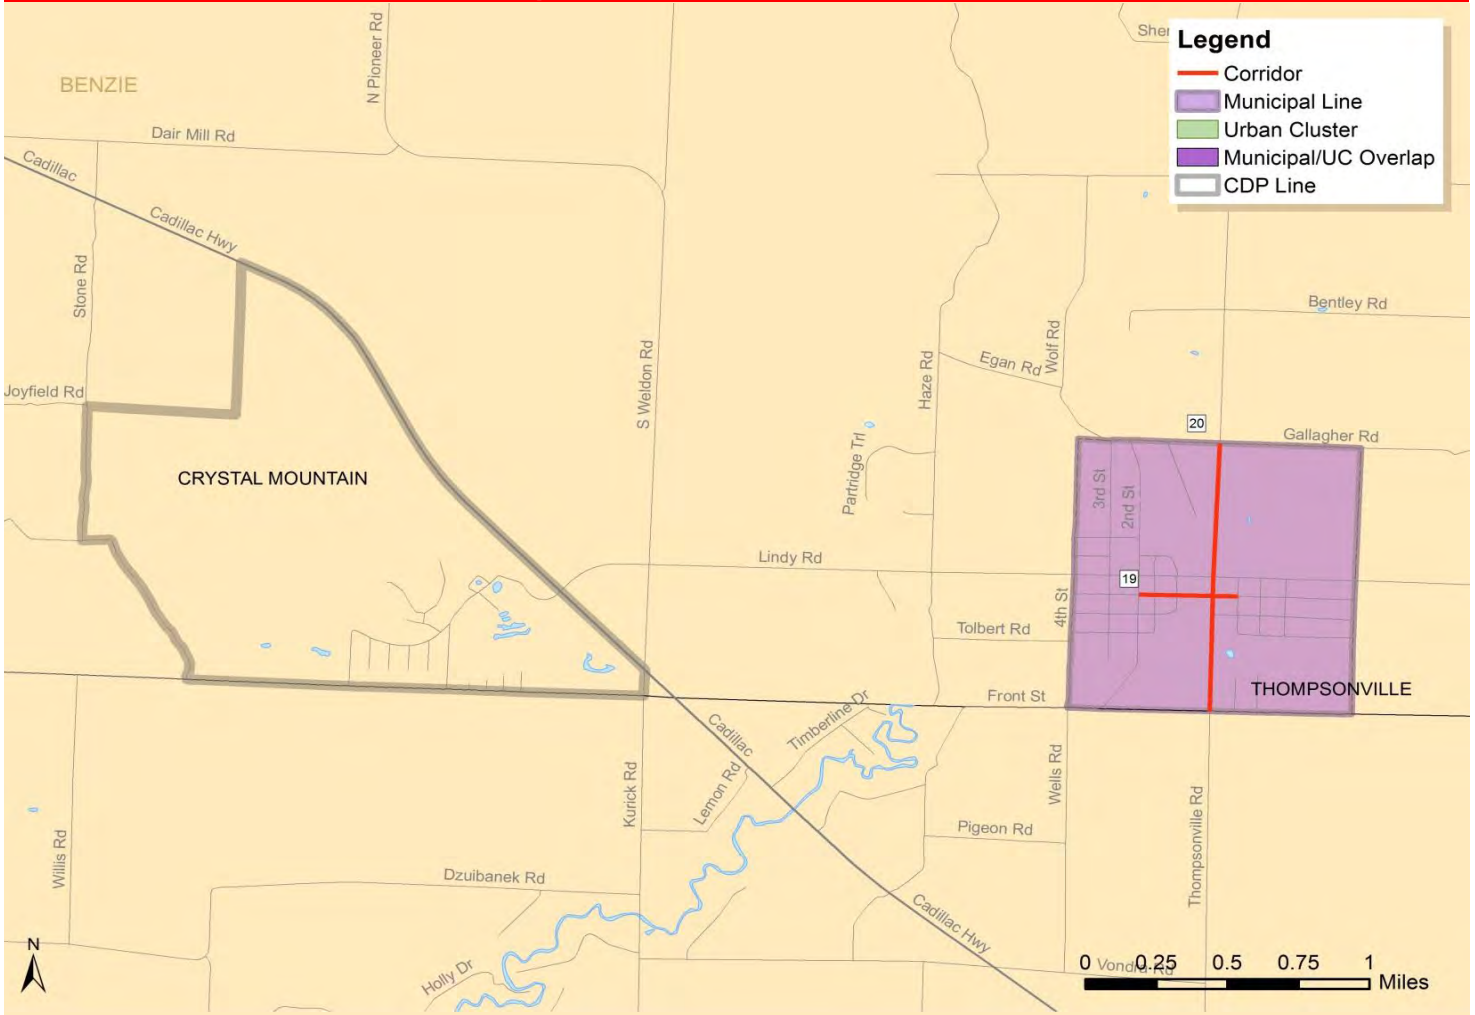 N Pioneer Rd
BENZIE
Dair Mill Rd
Cadillac
Cadillac Hwy
Stone Rd
Joyfield Rd
CRYSTAL MOUNTAIN
S Weldon Rd
Haze Rd
Egan Rd
Wolf Rd
Bentley Rd
Partridge Trl
20
Gallagher Rd
3rd St
2nd St
Lindy Rd
19
4th St
Tolbert Rd
Front St
THOMPSONVILLE
Cadillac
Timberline Dr
Lemon Rd
Kurick Rd
Wells Rd
Thompsonville Rd
Pigeon Rd
Willis Rd
Dzuibanek Rd
Cadillac Hwy
Holly Dr
N
Legend
Corridor
Municipal Line
Urban Cluster
Municipal/UC Overlap
CDP Line
0 0.25 0.5 0.75 1
Miles